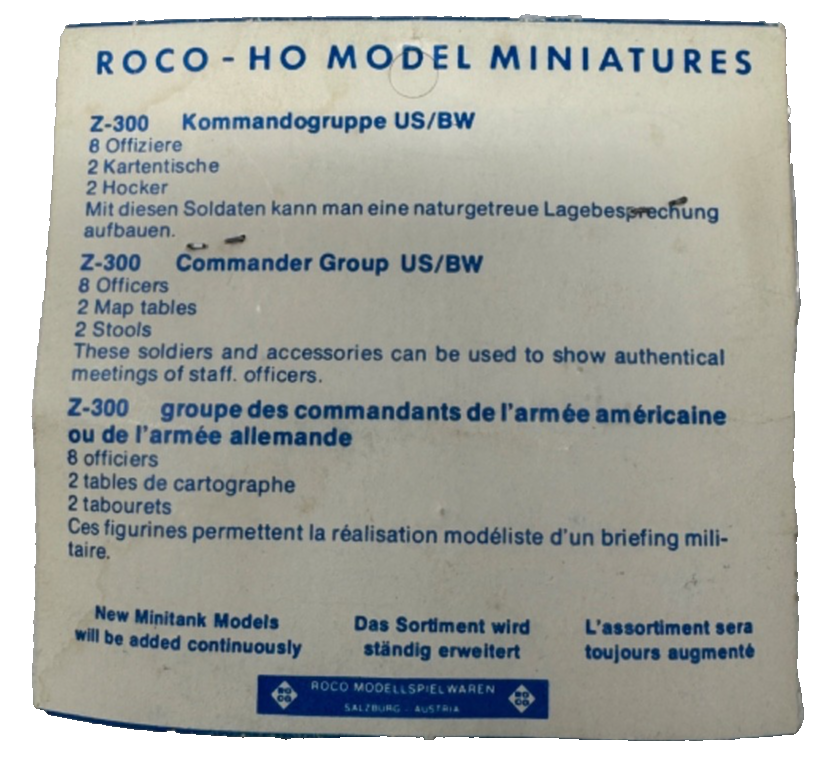 ROCO - HO MODEL MINIATURES
Z-300 Kommandogruppe US/BW
8 Offiziere
2 Kartentische
2 Hocker
Mit diesen Soldaten kann man eine naturgetreue Lagebesprechung
aufbauen.
Z-300 Commander Group US/BW
8 Officers
2 Map tables
2 Stools
These soldiers and accessories can be used to show authentical
meetings of staff. officers.
Z-300 groupe des commandants de l'armée américaine
ou de l'armée allemande
8 officiers
2 tables de cartographe
2 tabourets
Ces figurines permettent la réalisation modéliste d'un briefing mili-
taire.
New Minitank Models
will be added continuously
Das Sortiment wird
ständig erweitert
L'assortiment sera
toujours augmenté
ROCO MODELLSPIELWAREN
SALZBURG - AUSTRIA
RO
CO
RO
CO